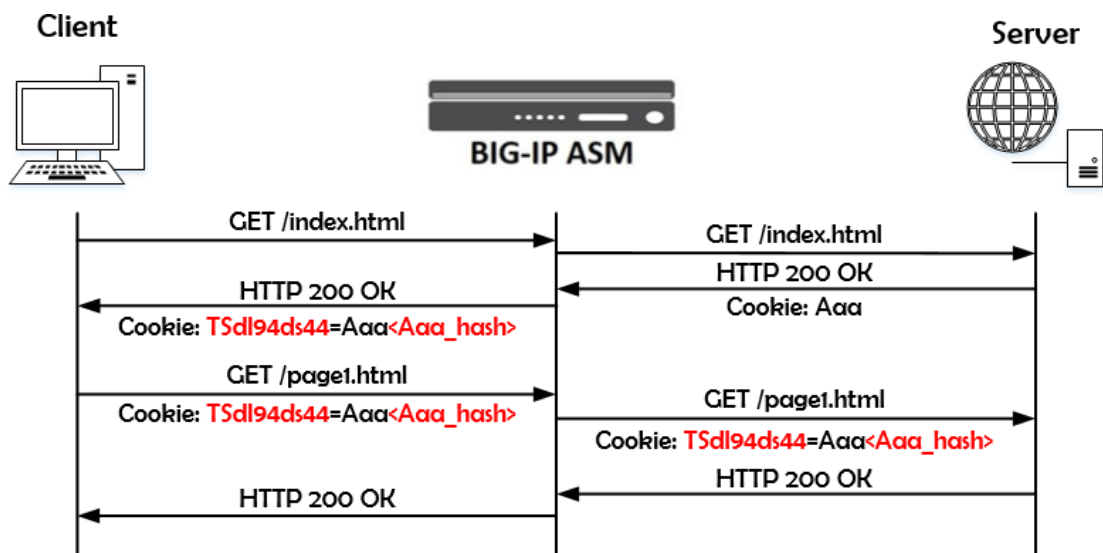 Client
Server
BIG-IP ASM
GET /index.html
GET /index.html
HTTP 200 OK
Cookie: Aaa
HTTP 200 OK
Cookie: TSdl94ds44=Aaa<Aaa_hash>
GET /page1.html
Cookie: TSdl94ds44=Aaa<Aaa_hash>
GET /page1.html
Cookie: TSdl94ds44=Aaa<Aaa_hash>
HTTP 200 OK
HTTP 200 OK